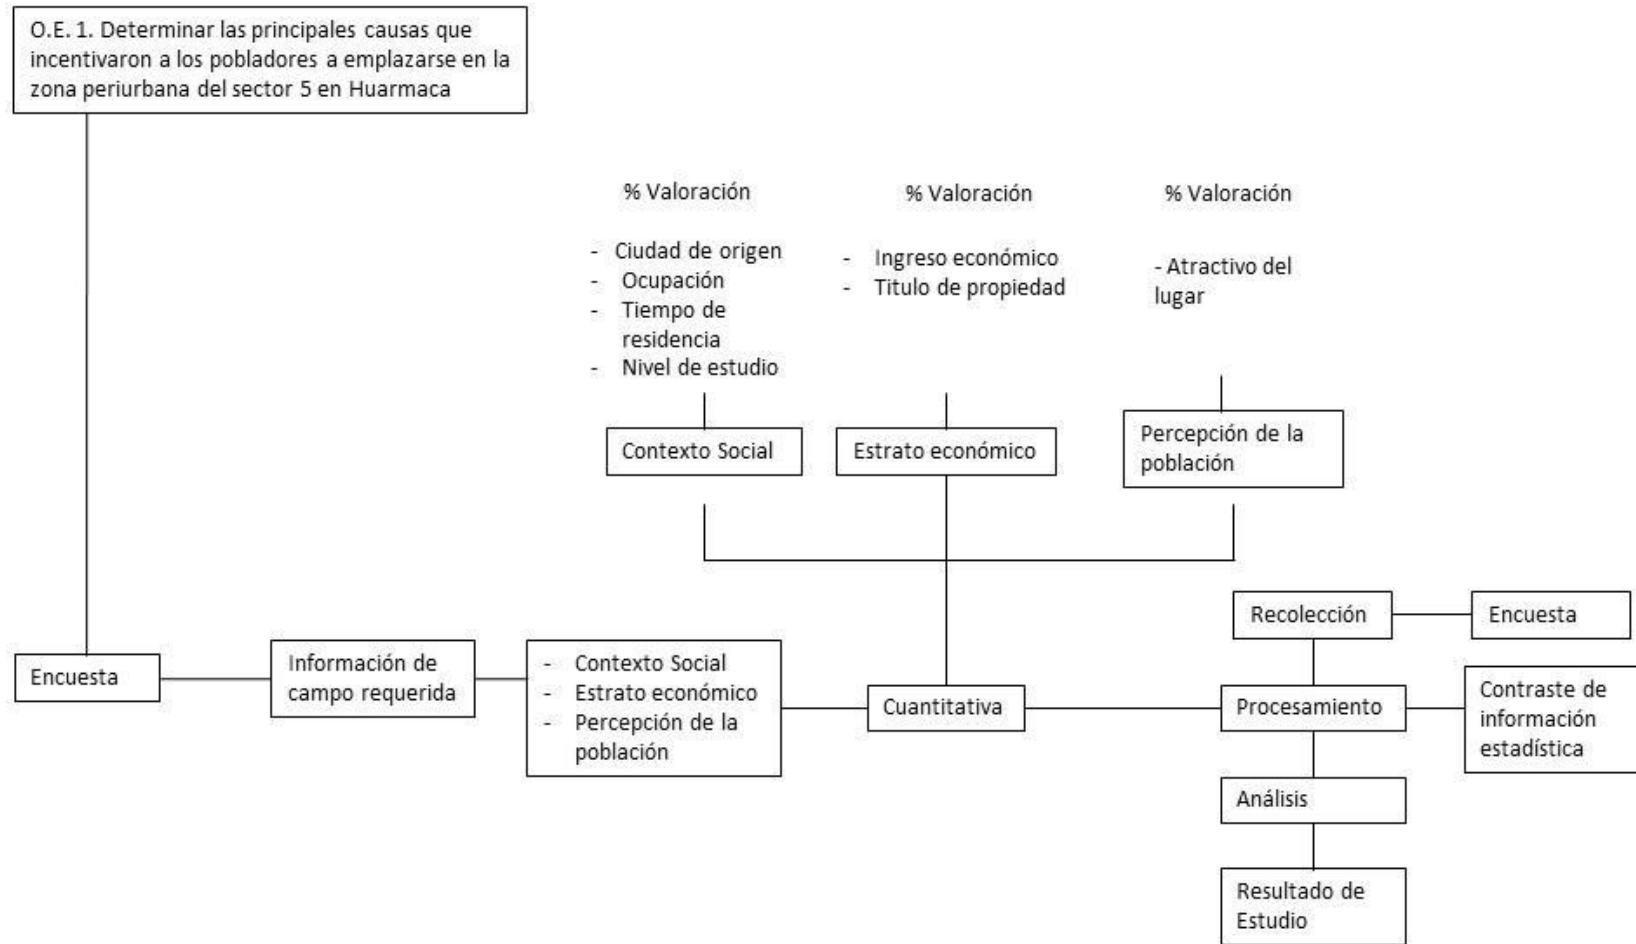 O.E. 1. Determinar las principales causas que
incentivaron a los pobladores a emplazarse en la
zona periurbana del sector 5 en Huarmaca
% Valoración
- Ciudad de origen
- Ocupación
- Tiempo de
residencia
- Nivel de estudio
% Valoración
- Ingreso económico
- Titulo de propiedad
% Valoración
- Atractivo del
lugar
Contexto Social
Estrato económico
Percepción de la
población
Encuesta
Información de
campo requerida
- Contexto Social
- Estrato económico
- Percepción de la
población
Cuantitativa
Recolección
Encuesta
Procesamiento
Contraste de
información
estadística
Análisis
Resultado de
Estudio